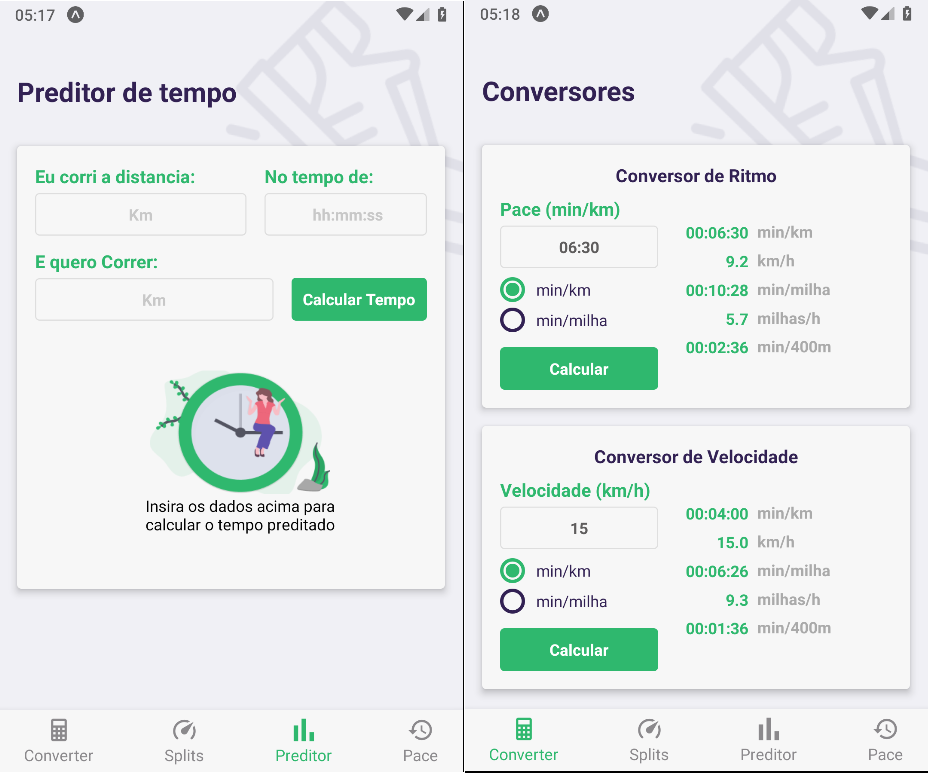 05:17
Preditor de tempo
Eu corri a distancia:
No tempo de:
Km
hh:mm:ss
E quero Correr:
Km
Calcular Tempo
Insira os dados acima para
calcular o tempo preditado
Converter
Splits
Preditor
Pace
05:18
Conversores
Conversor de Ritmo
Pace (min/km)
06:30
min/km
min/milha
Calcular
00:06:30 min/km
9.2 km/h
00:10:28 min/milha
5.7 milhas/h
00:02:36 min/400m
Conversor de Velocidade
Velocidade (km/h)
15
min/km
min/milha
Calcular
00:04:00 min/km
15.0 km/h
00:06:26 min/milha
9.3 milhas/h
00:01:36 min/400m
Converter
Splits
Preditor
Pace